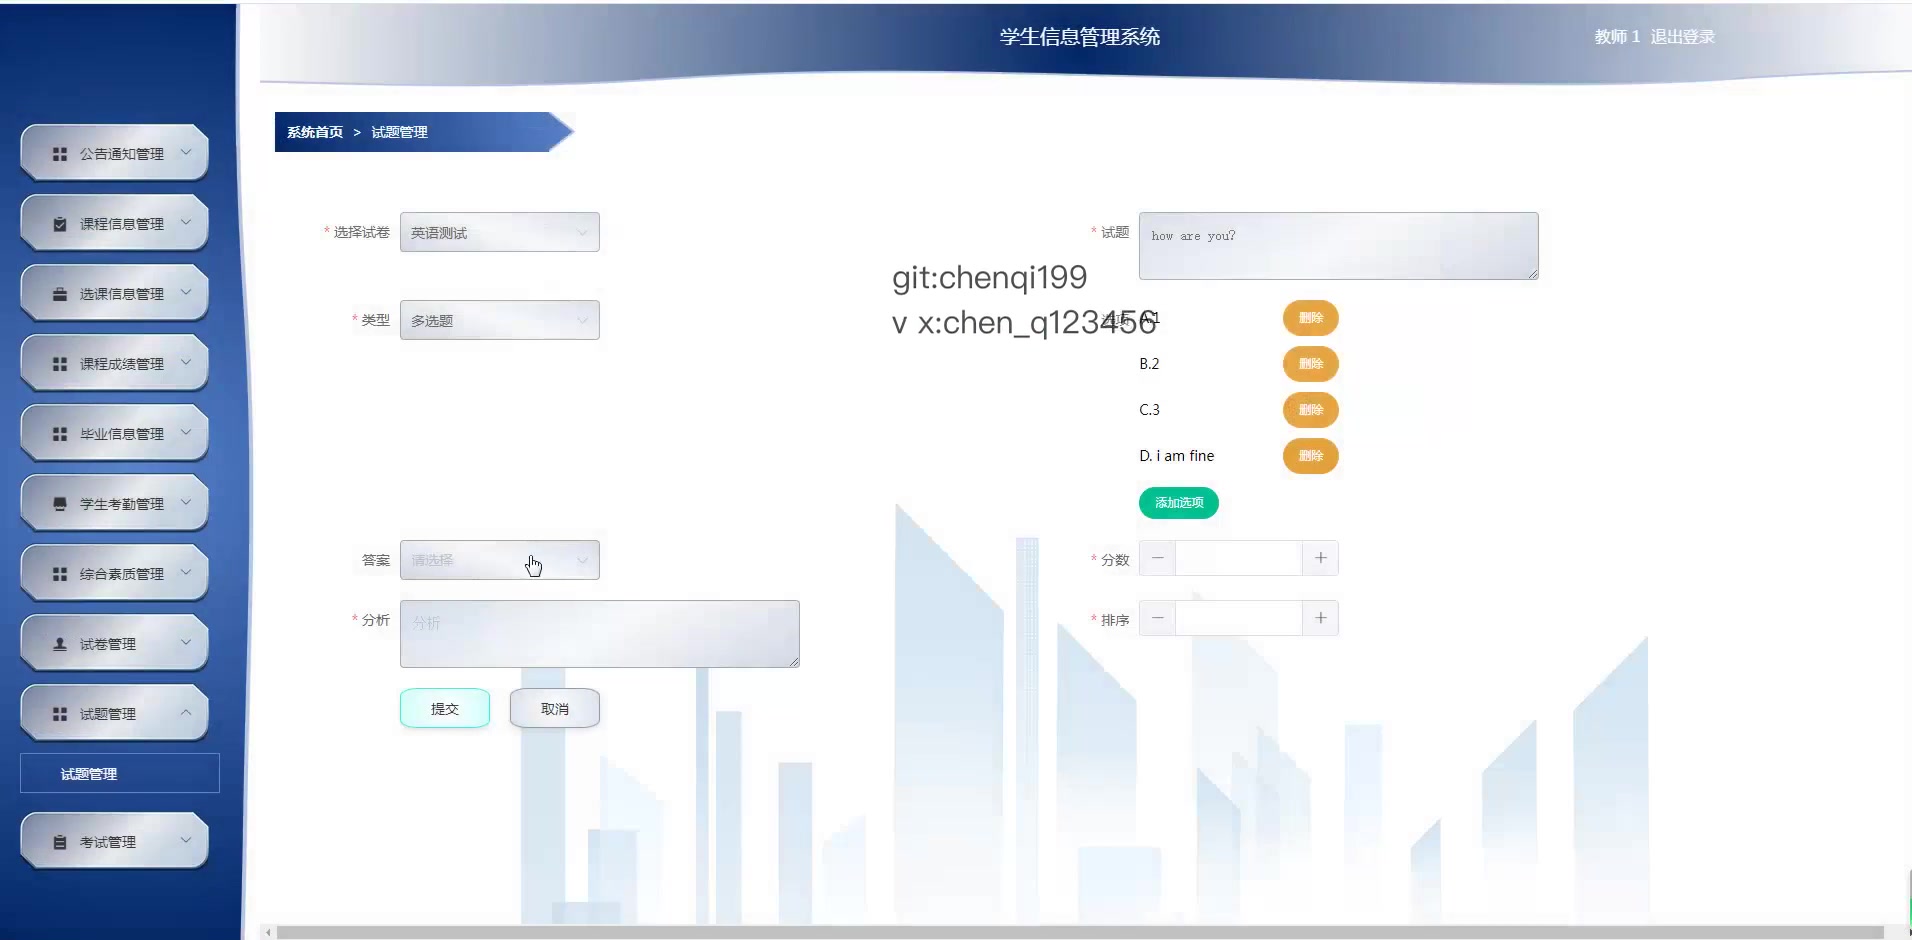 学生信息管理系统
教师 1 退出登录
系统首页 > 试题管理
公告通知管理
课程信息管理
选课信息管理
课程成绩管理
毕业信息管理
学生考勤管理
综合素质管理
试卷管理
试题管理
试题管理
考试管理
* 选择试卷 英语测试
* 试题 how are you?
git:chenqi199
v x:chen_q123456
* 类型 多选题
选项 A.1 删除
B.2 删除
C.3 删除
D. i am fine 删除
添加选项
答案 请选择
* 分数
* 分析 分析
* 排序
提交 取消